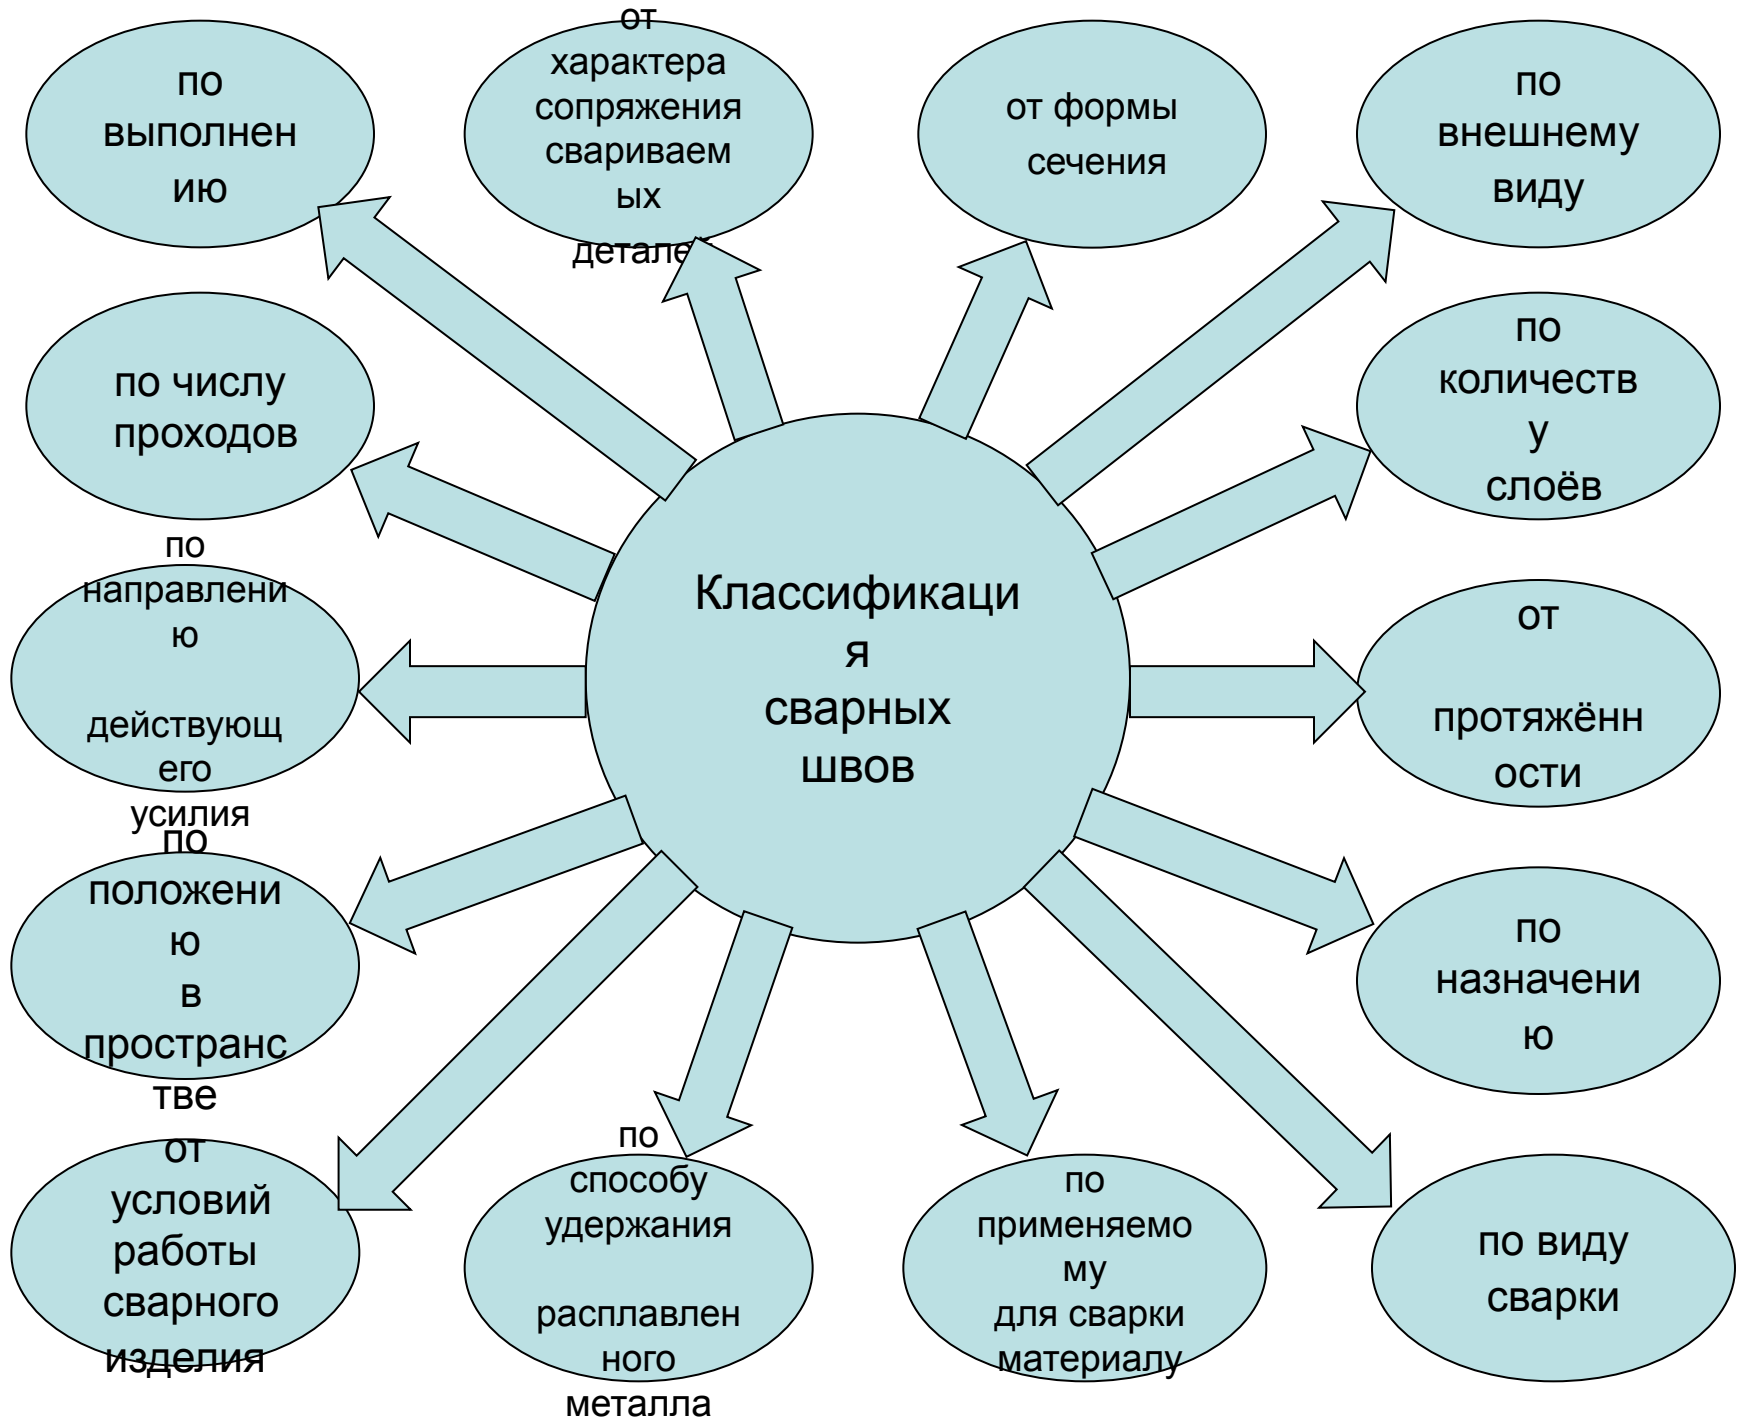 по
выполнен
ию
от
характера
сопряжения
свариваем
ых
деталей
от формы
сечения
по
внешнему
виду
по числу
проходов
по
количеств
у
слоёв
по
направлени
ю
действующ
его
усилия
Классификаци
я
сварных
швов
от
протяжённ
ости
по
положени
ю
в
пространс
тве
по
назначени
ю
от
условий
работы
сварного
изделия
по
способу
удержания
расплавлен
ного
металла
по
применяемо
му
для сварки
материалу
по виду
сварки